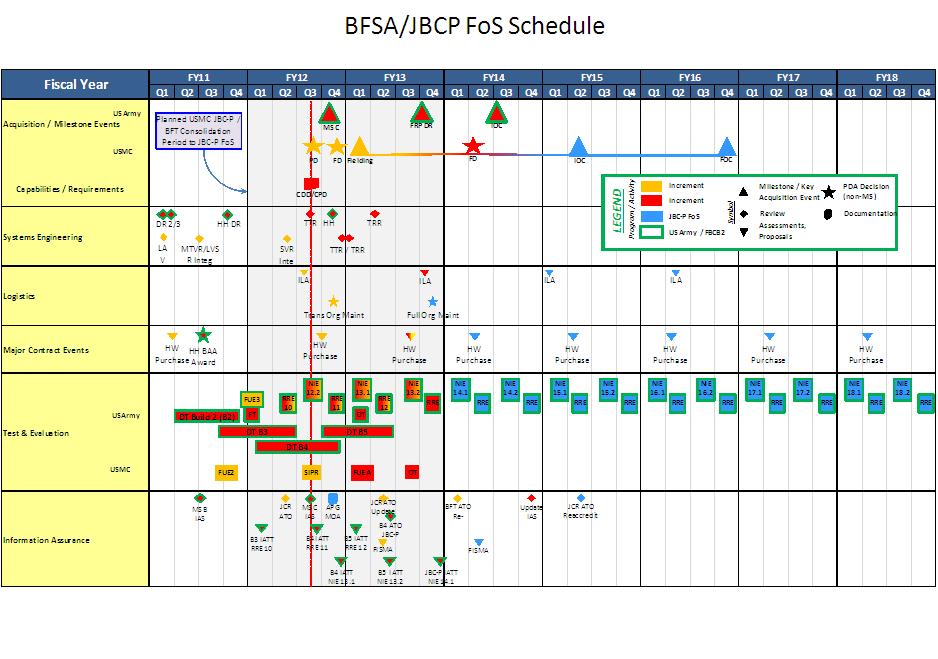 BFSA/JBCP FoS Schedule
Fiscal Year
FY11 FY12 FY13 FY14 FY15 FY16 FY17 FY18
Q1 Q2 Q3 Q4 Q1 Q2 Q3 Q4 Q1 Q2 Q3 Q4 Q1 Q2 Q3 Q4 Q1 Q2 Q3 Q4 Q1 Q2 Q3 Q4 Q1 Q2 Q3 Q4 Q1 Q2 Q3 Q4
US Army
Acquisition / Milestone Events
USMC
Capabilities / Requirements
Planned USMC JBC-P /
BFT Consolidation
Period to JBC-P FoS
MS C
FRP DR
IOC
FD Fielding
FD
IOC
FOC
CDD/CPD
LEGEND
Program / Activity
Increment
Increment
JBC-P FoS
US Army / FBCB2
Symbol
Milestone / Key
Acquisition Event
Review
Assessments,
Proposals
PDA Decision
(non-MS)
Documentation
Systems Engineering
DR 2/3
HH DR
TTR HH
TRR
LA
V
MTVR/LVS
R Integ
SVR
Inte
TTR / TRR
Logistics
ILA
ILA
ILA
ILA
Trans Org Maint
Full Org Maint
Major Contract Events
HW
Purchase
HH BAA
Award
HW
Purchase
HW
Purchase
HW
Purchase
HW
Purchase
HW
Purchase
HW
Purchase
HW
Purchase
USArmy
Test & Evaluation
USMC
DT Build 2 (B2)
FUE3
FT
RRE
10
NIE
12.2
RRE
11
NIE
13.1
OT
RRE
12
NIE
13.2
RRE
NIE
14.1
RRE
NIE
14.2
RRE
NIE
15.1
RRE
NIE
15.2
RRE
NIE
16.1
RRE
NIE
16.2
RRE
NIE
17.1
RRE
NIE
17.2
RRE
NIE
18.1
RRE
NIE
18.2
RRE
DT B3
DT B5
DT B4
FUE2
SIPR
FUE A
OT
Information Assurance
MS B
IAS
JCR
ATO
MS C
IAS
APG
MOA
JCR ATO
Update
BFT ATO
Re-
Update
IAS
JCR ATO
Reaccredit
B4 ATO
JBC-P
B3 IATT
RRE 10
B4 IATT
RRE 11
B5 IATT
RRE 12
FISMA
FISMA
B4 IATT
NIE 13.1
B5 IATT
NIE 13.2
JBC-P IATT
NIE 14.1